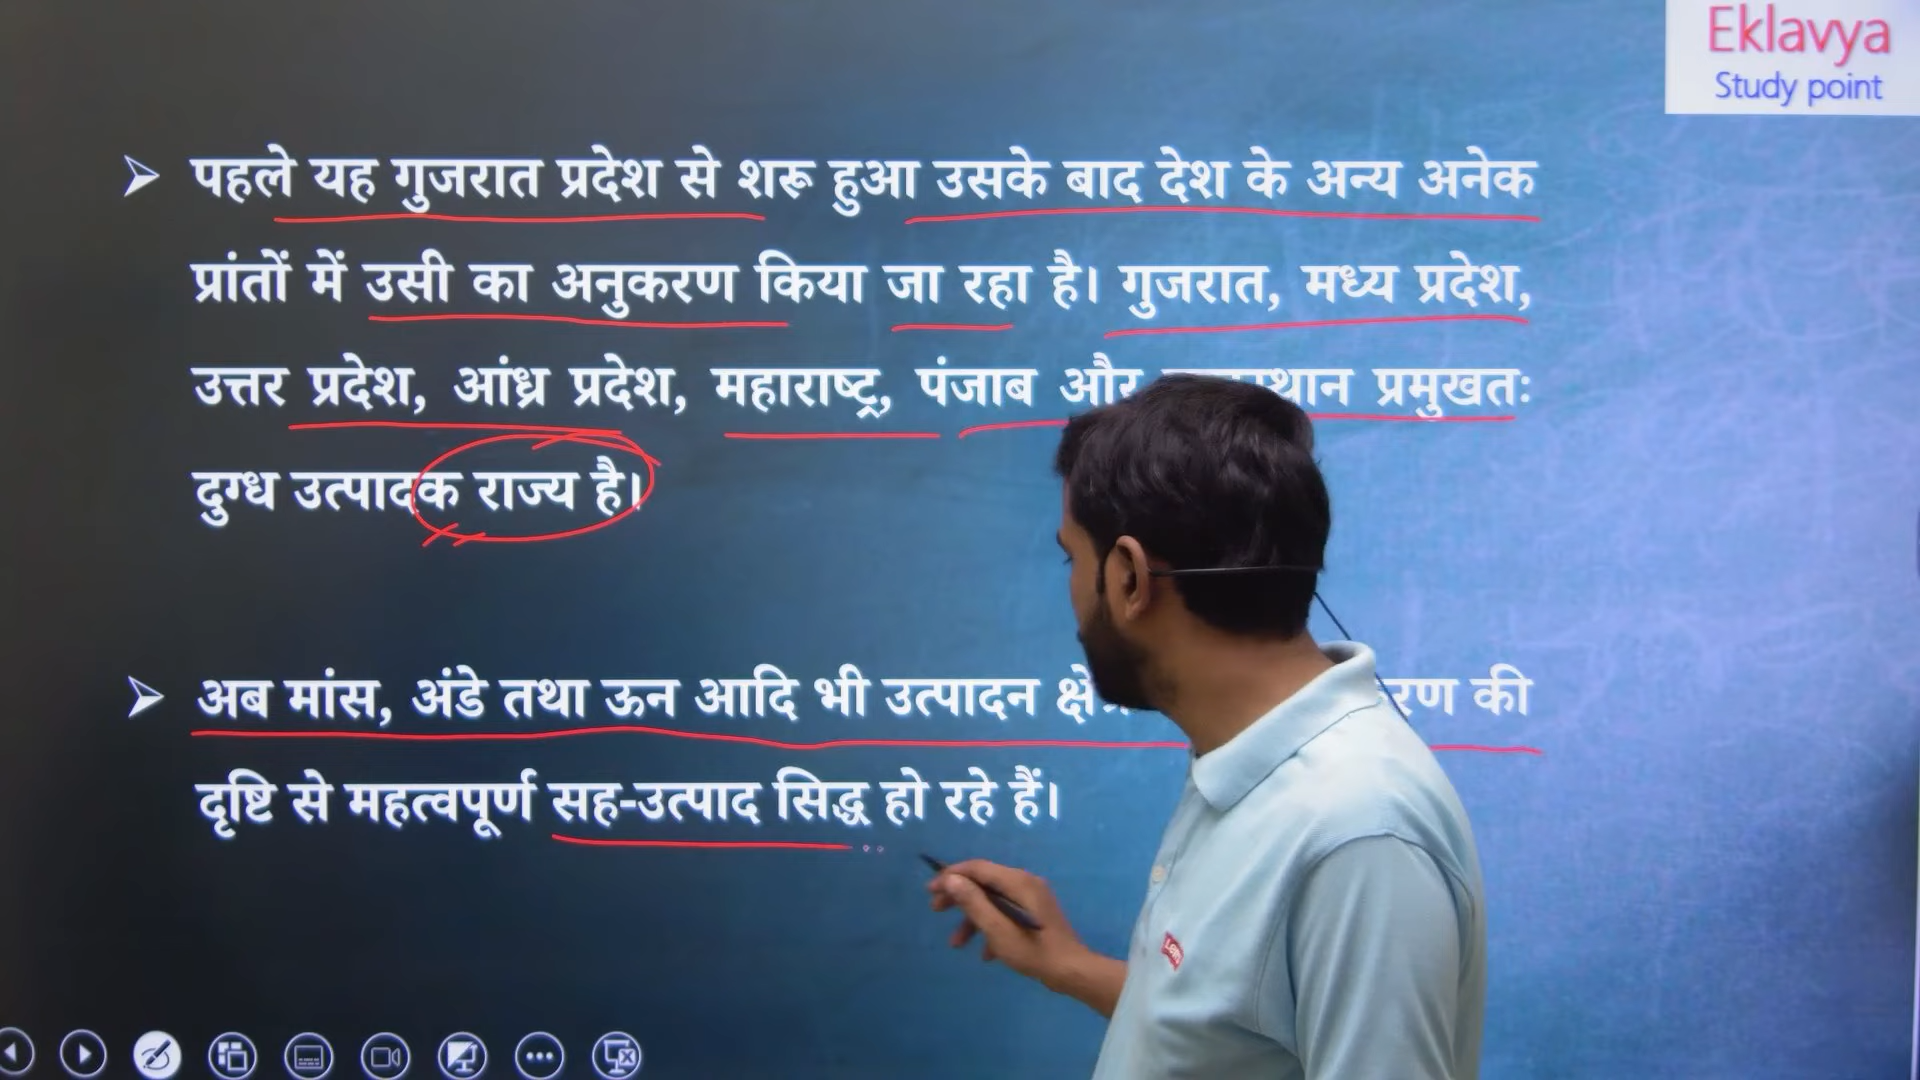 Eklavya
Study point
➢ पहले यह गुजरात प्रदेश से शरू हुआ उसके बाद देश के अन्य अनेक
प्रांतों में उसी का अनुकरण किया जा रहा है। गुजरात, मध्य प्रदेश,
उत्तर प्रदेश, आंध्र प्रदेश, महाराष्ट्र, पंजाब और प्रमुखतः
दुग्ध उत्पादक राज्य है।
➢ अब मांस, अंडे तथा ऊन आदि भी उत्पादन की
दृष्टि से महत्वपूर्ण सह-उत्पाद सिद्ध हो रहे हैं।